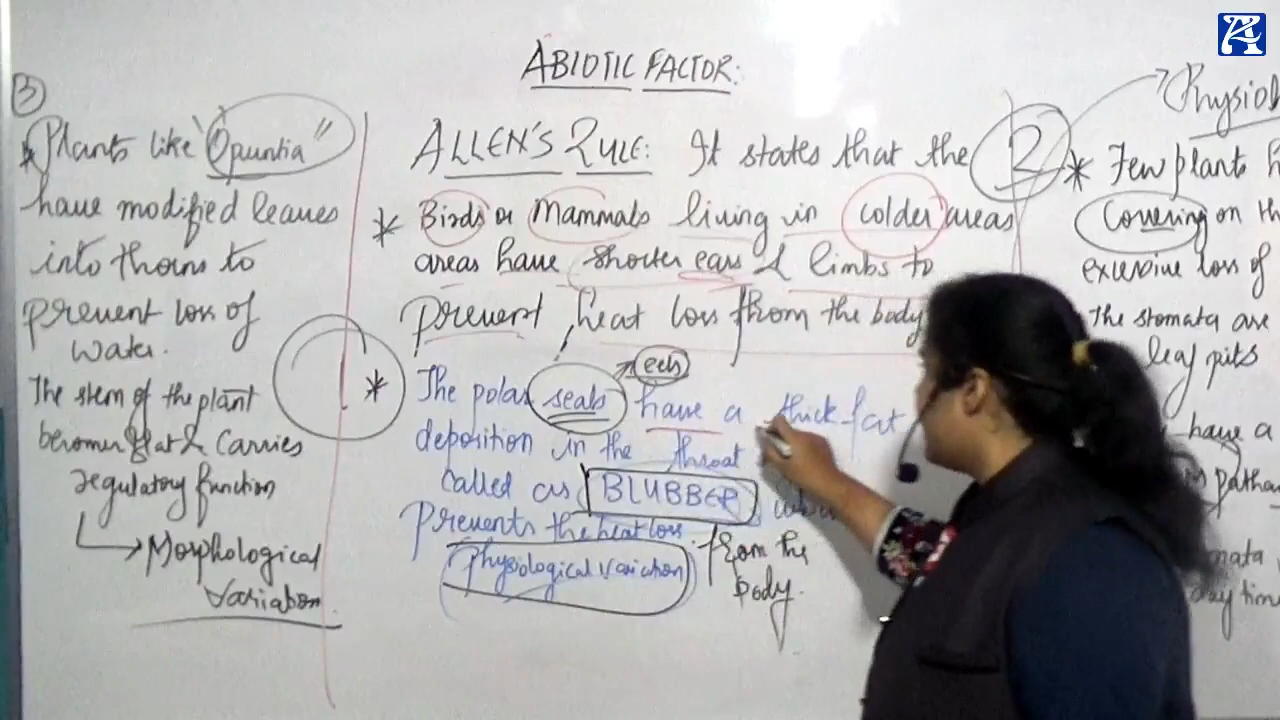 ABIOTIC FACTOR:
3
* Plants like "Opuntia"
have modified leaves
into thorns to
prevent loss of
water.
The stem of the plant
becomes flat & carries
regulatory function
Morphological
Variation
ALLEN'S RULE: It states that the
* Birds or Mammals living in colder areas
areas have shorter ears & limbs to
prevent heat loss from the body
eels
* The polar seals have a thick fat
deposition in the throat
called as BLUBBER
prevents the heat loss
from the
body.
Physiological Variation
2
* Few plants
Covering on
excessive loss of
the stomata are
leaf pits
have a
day time